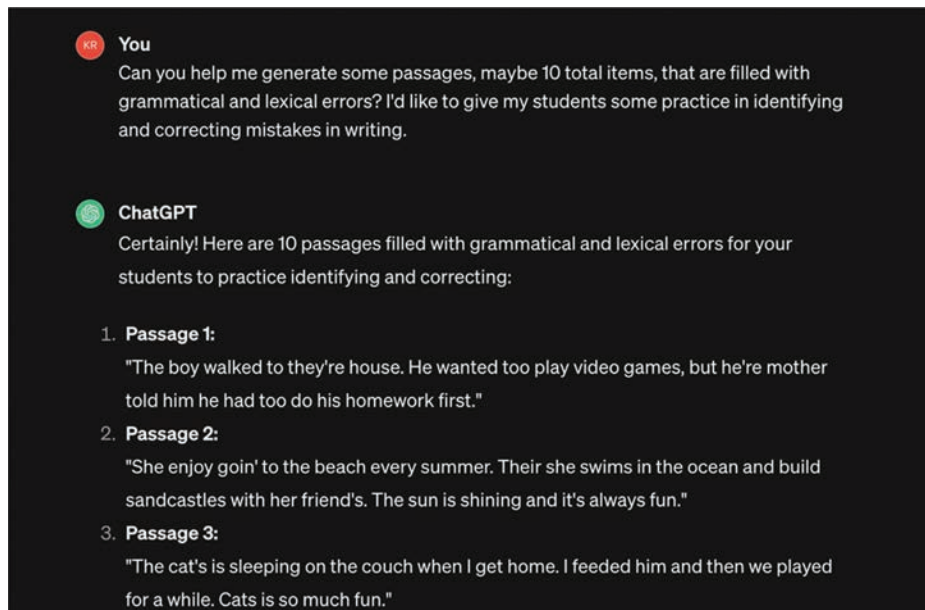 KR You
Can you help me generate some passages, maybe 10 total items, that are filled with
grammatical and lexical errors? I'd like to give my students some practice in identifying
and correcting mistakes in writing.
ChatGPT
Certainly! Here are 10 passages filled with grammatical and lexical errors for your
students to practice identifying and correcting:
1. Passage 1:
"The boy walked to they're house. He wanted too play video games, but he're mother
told him he had too do his homework first."
2. Passage 2:
"She enjoy goin' to the beach every summer. Their she swims in the ocean and build
sandcastles with her friend's. The sun is shining and it's always fun."
3. Passage 3:
"The cat's is sleeping on the couch when I get home. I feeded him and then we played
for a while. Cats is so much fun."